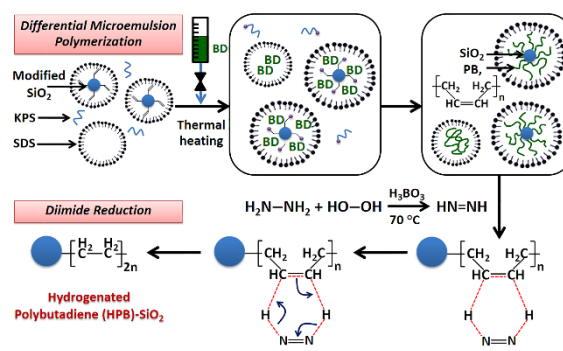 Differential Microemulsion
Polymerization
BD
Modified
SiO₂
KPS
SDS
Thermal
heating
BD
BD BD
BD BD
BD BD
BD BD
BD BD
SiO₂
PB,
CH₂ H₂C
HC=CH
n
Diimide Reduction
H₂N−NH₂ + HO−OH
H₃BO₃
70 °C
HN=NH
H₂ H₂
C−C
2n
CH₂ H₂C
n
HC=CH
H H
N=N
CH₂ H₂C
n
HC=CH
H H
N=N
Hydrogenated
Polybutadiene (HPB)-SiO₂